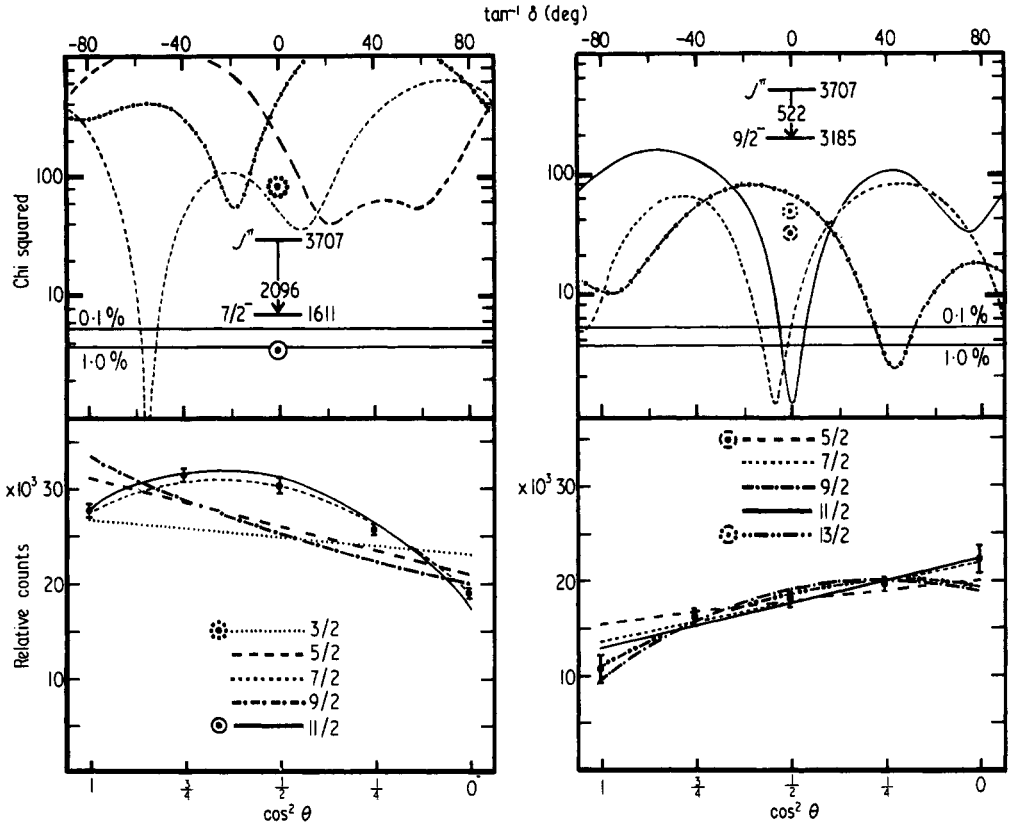 tan⁻¹ δ (deg)
-80 -40 0 40 80
-80 -40 0 40 80
Chi squared
100
10
0·1%
1·0%
Jπ 3707
2096
7/2⁻ 1611
100
10
0·1%
1·0%
Jπ 3707
522
9/2⁻ 3185
Relative counts
×10³ 30
20
10
3/2
5/2
7/2
9/2
11/2
1 3/4 1/2 1/4 0
cos² θ
×10³ 30
20
10
5/2
7/2
9/2
11/2
13/2
1 3/4 1/2 1/4 0
cos² θ